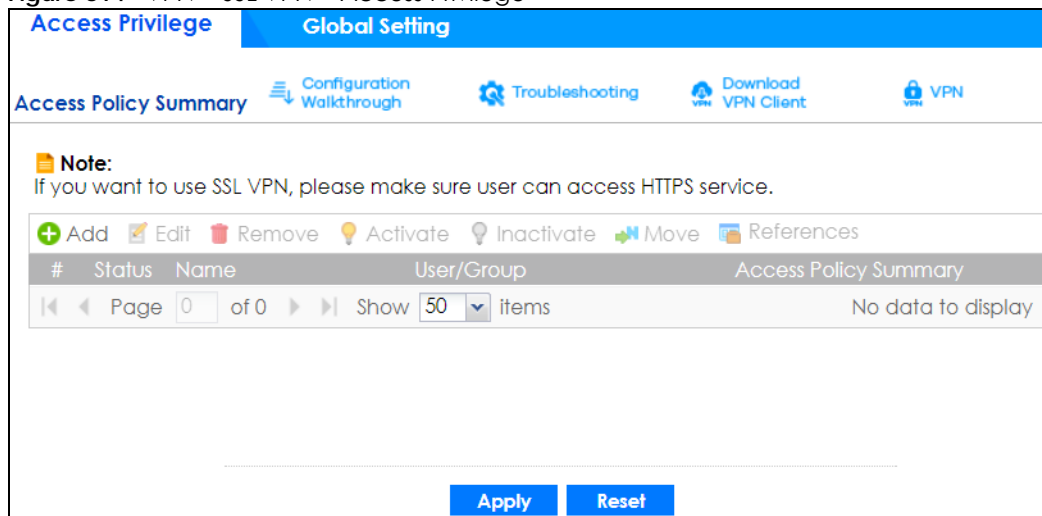 Access Privilege Global Setting
Access Policy Summary Configuration Walkthrough Troubleshooting Download VPN Client VPN
Note:
If you want to use SSL VPN, please make sure user can access HTTPS service.
Add Edit Remove Activate Inactivate Move References
# Status Name User/Group Access Policy Summary
Page 0 of 0 Show 50 items No data to display
Apply Reset